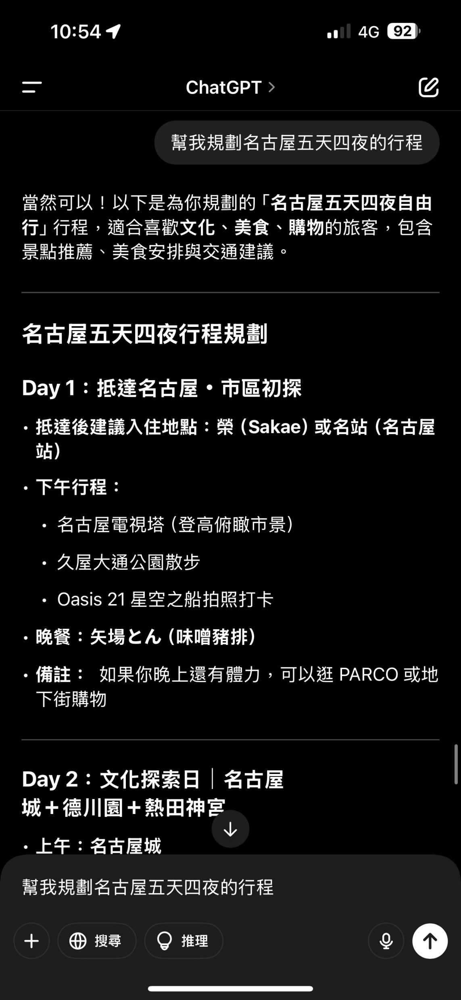 10:54
4G 92
ChatGPT
幫我規劃名古屋五天四夜的行程
當然可以！以下是為你規劃的「名古屋五天四夜自由
行」行程，適合喜歡文化、美食、購物的旅客，包含
景點推薦、美食安排與交通建議。
名古屋五天四夜行程規劃
Day 1：抵達名古屋・市區初探
• 抵達後建議入住地點：榮（Sakae）或名站（名古屋
站）
• 下午行程：
• 名古屋電視塔（登高俯瞰市景）
• 久屋大通公園散步
• Oasis 21 星空之船拍照打卡
• 晚餐：矢場とん（味噌豬排）
• 備註： 如果你晚上還有體力，可以逛 PARCO 或地
下街購物
Day 2：文化探索日｜名古屋
城＋德川園＋熱田神宮
• 上午：名古屋城
幫我規劃名古屋五天四夜的行程
搜尋 推理